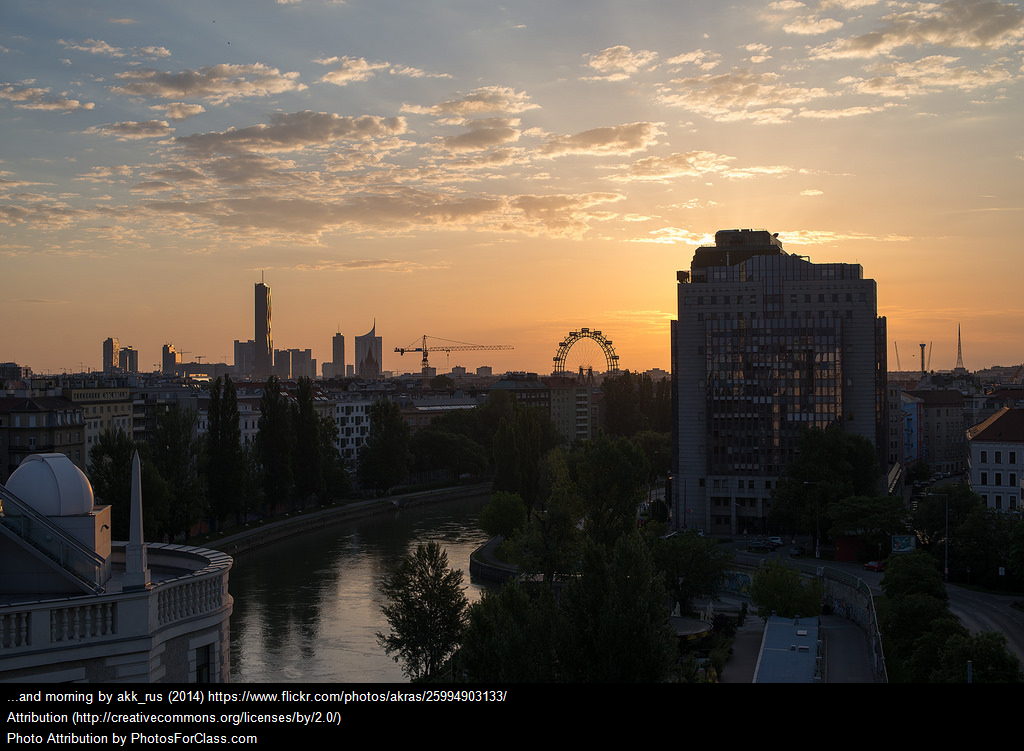 ...and morning by akk_rus (2014) https://www.flickr.com/photos/akras/25994903133/
Attribution (http://creativecommons.org/licenses/by/2.0/)
Photo Attribution by PhotosForClass.com